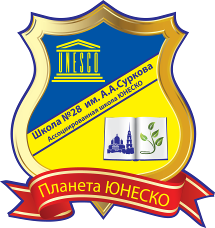 UNESCO
Школа №28 им. А.А.Суркова
Ассоциированная школа ЮНЕСКО
Планета ЮНЕСКО